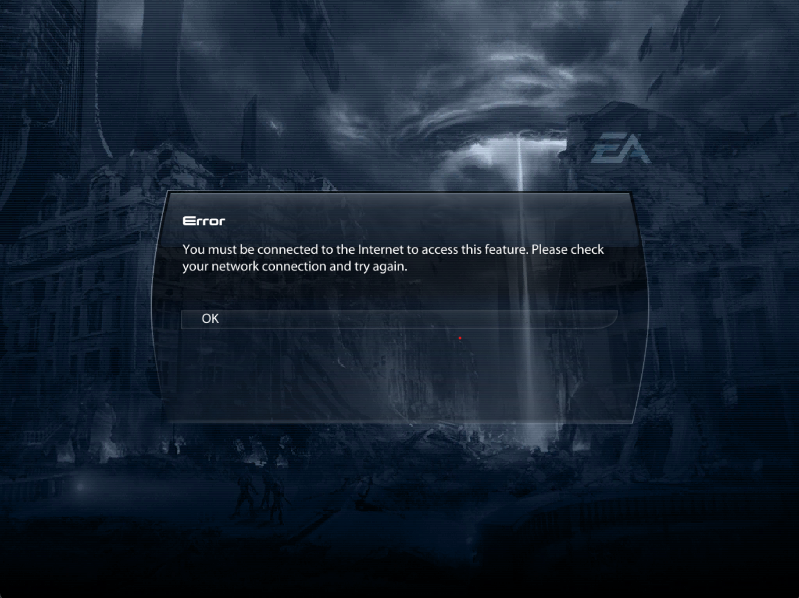 EA
Error
You must be connected to the Internet to access this feature. Please check
your network connection and try again.
OK